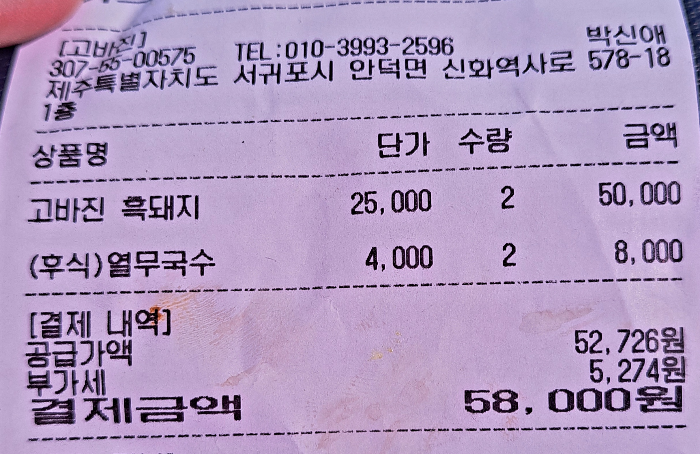 [고바진]
307-55-00575 TEL:010-3993-2596 박신애
제주특별자치도 서귀포시 안덕면 신화역사로 578-18
1층
상품명 단가 수량 금액
고바진 흑돼지 25,000 2 50,000
(후식)열무국수 4,000 2 8,000
[결제 내역]
공급가액 52,726원
부가세 5,274원
결제금액 58,000원